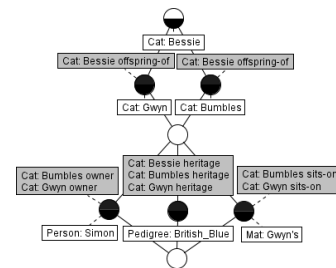 Cat: Bessie
Cat: Bessie offspring-of
Cat: Bessie offspring-of
Cat: Gwyn
Cat: Bumbles
Cat: Bumbles owner
Cat: Gwyn owner
Cat: Bessie heritage
Cat: Bumbles heritage
Cat: Gwyn heritage
Cat: Bumbles sits-on
Cat: Gwyn sits-on
Person: Simon
Pedigree: British_Blue
Mat: Gwyn's